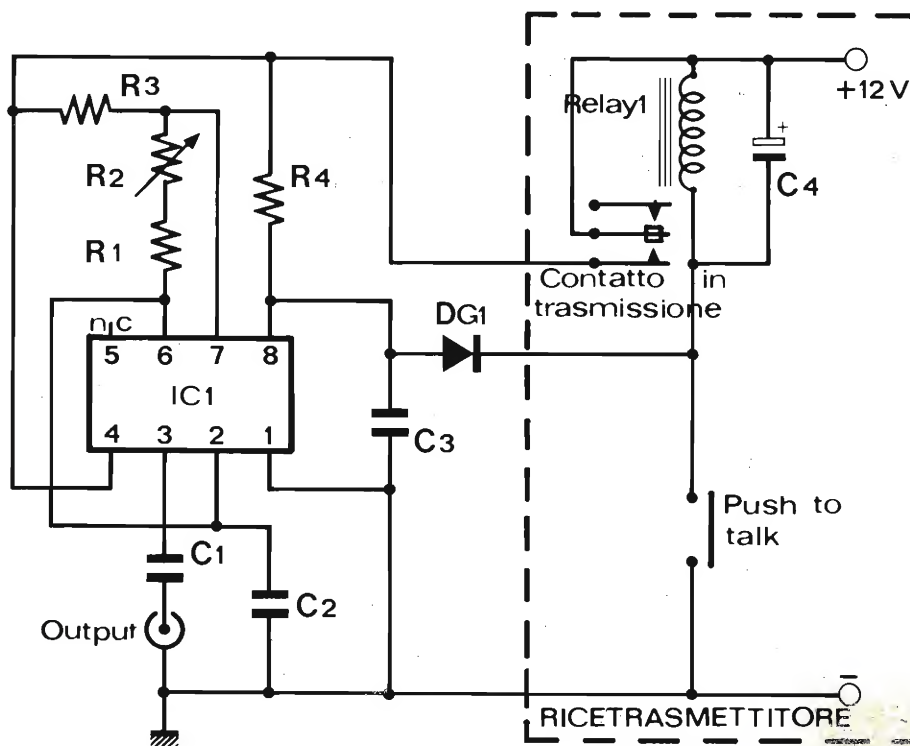 R3
R2
R1
R4
Relay1
+12V
+
C4
Contatto in
trasmissione
n c
5 6 7 8
IC1
4 3 2 1
DG1
C3
C1
C2
Output
Push to
talk
RICETRASMETTITORE
-